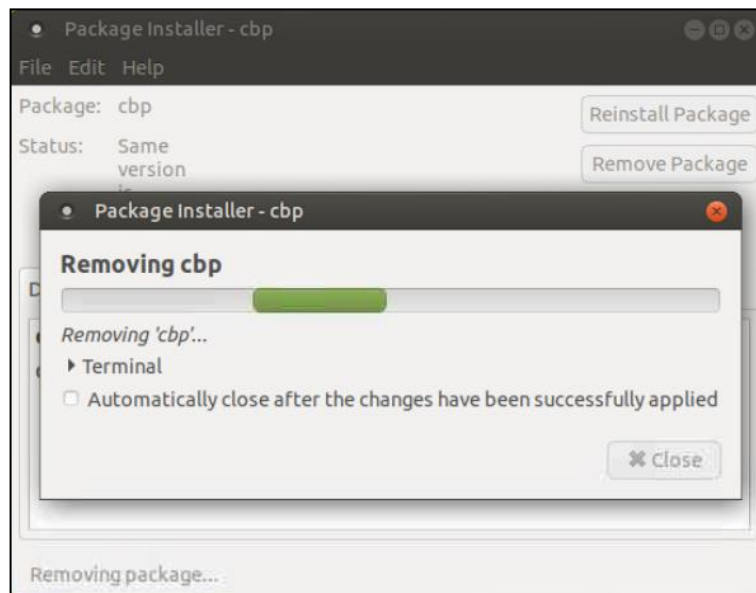 Package Installer - cbp
File Edit Help
Package: cbp
Reinstall Package
Status: Same
version
Remove Package
Package Installer - cbp
Removing cbp
Removing 'cbp'...
Terminal
Automatically close after the changes have been successfully applied
Close
Removing package...